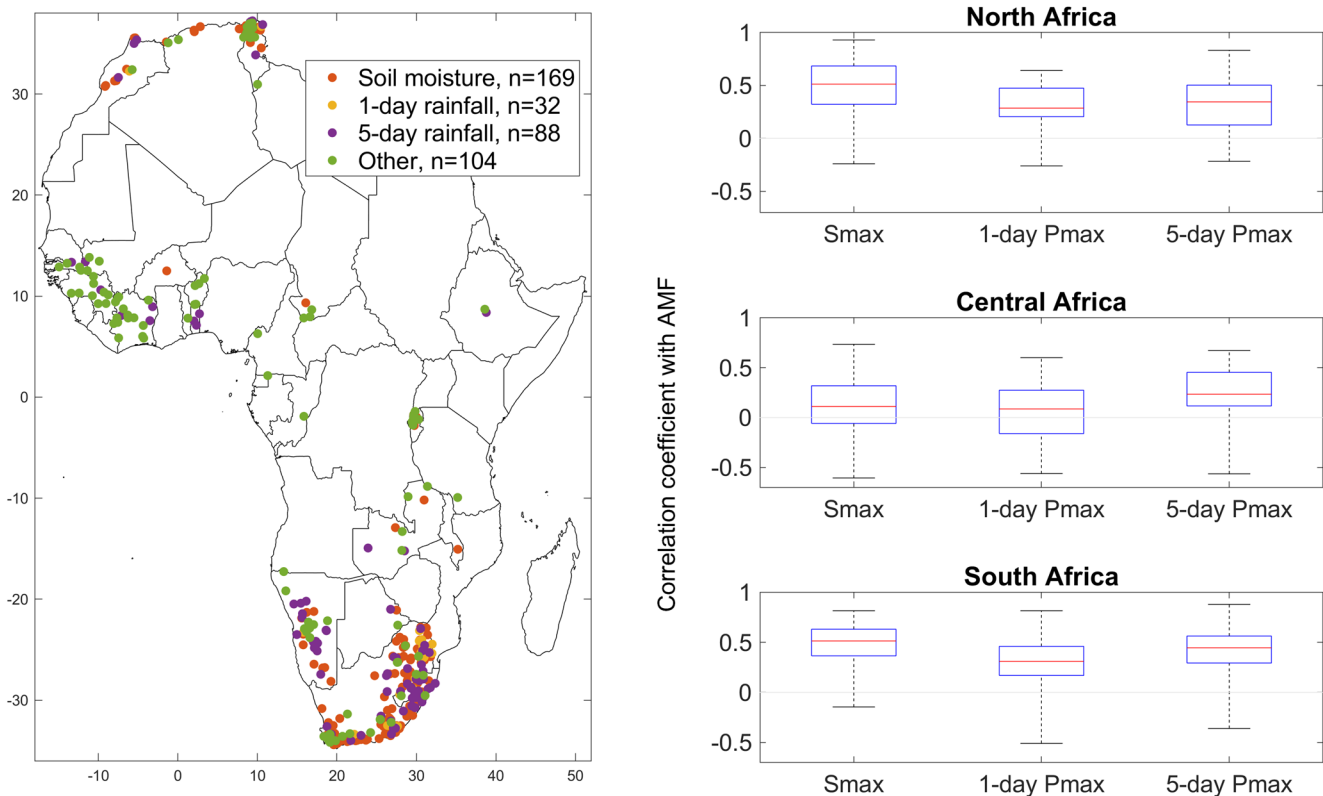 30
20
10
0
-10
-20
-30
-10
0
10
20
30
40
50
Soil moisture, n=169
1-day rainfall, n=32
5-day rainfall, n=88
Other, n=104
Correlation coefficient with AMF
North Africa
1
0.5
0
-0.5
Smax
1-day Pmax
5-day Pmax
Central Africa
1
0.5
0
-0.5
Smax
1-day Pmax
5-day Pmax
South Africa
1
0.5
0
-0.5
Smax
1-day Pmax
5-day Pmax